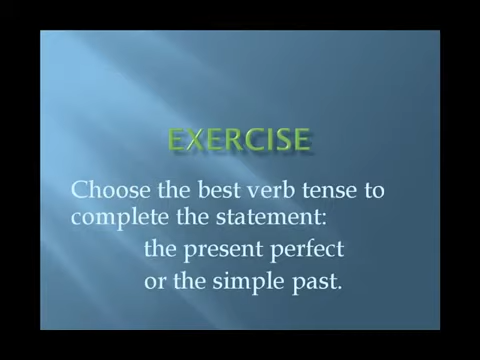 EXERCISE
Choose the best verb tense to
complete the statement:
the present perfect
or the simple past.